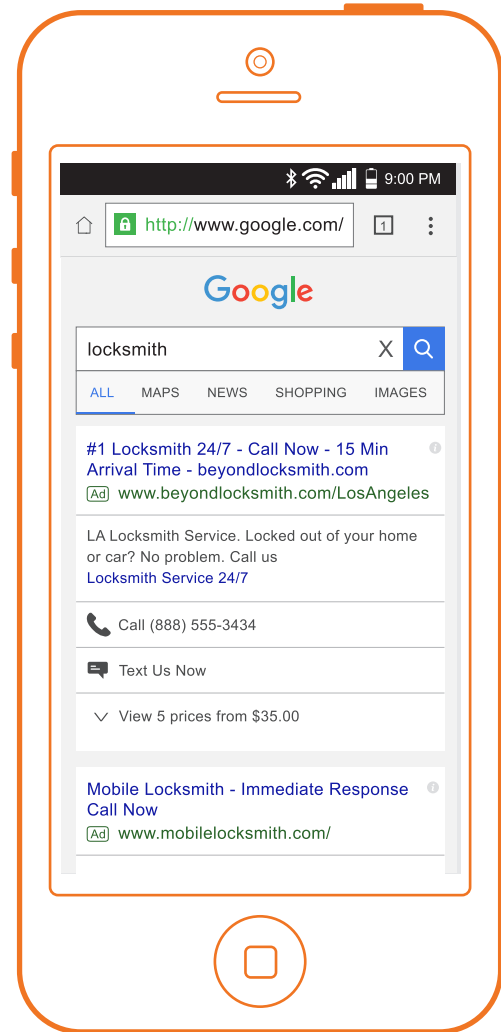 9:00 PM
http://www.google.com/
1
Google
locksmith X
ALL MAPS NEWS SHOPPING IMAGES
#1 Locksmith 24/7 - Call Now - 15 Min
Arrival Time - beyondlocksmith.com
Ad www.beyondlocksmith.com/LosAngeles
LA Locksmith Service. Locked out of your home
or car? No problem. Call us
Locksmith Service 24/7
Call (888) 555-3434
Text Us Now
View 5 prices from $35.00
Mobile Locksmith - Immediate Response
Call Now
Ad www.mobilelocksmith.com/